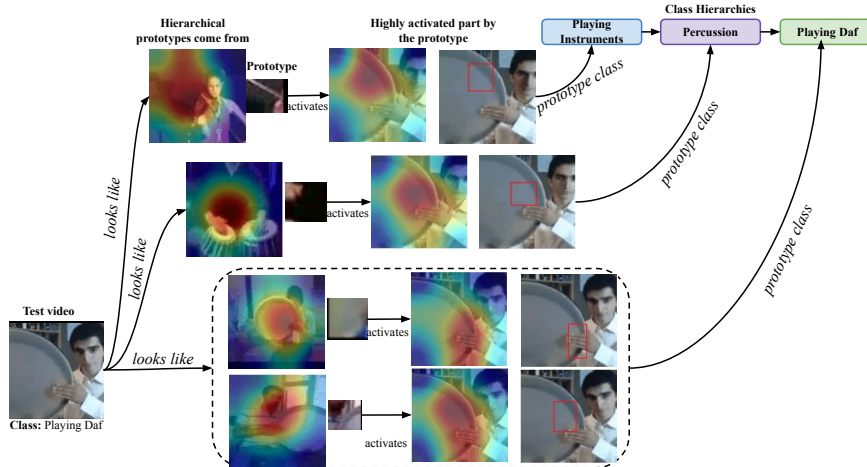 Hierarchical
prototypes come from
Highly activated part by
the prototype
Class Hierarchies
Playing
Instruments
Percussion
Playing Daf
Prototype
activates
prototype class
looks like
activates
prototype class
looks like
prototype class
Test video
looks like
activates
activates
Class: Playing Daf